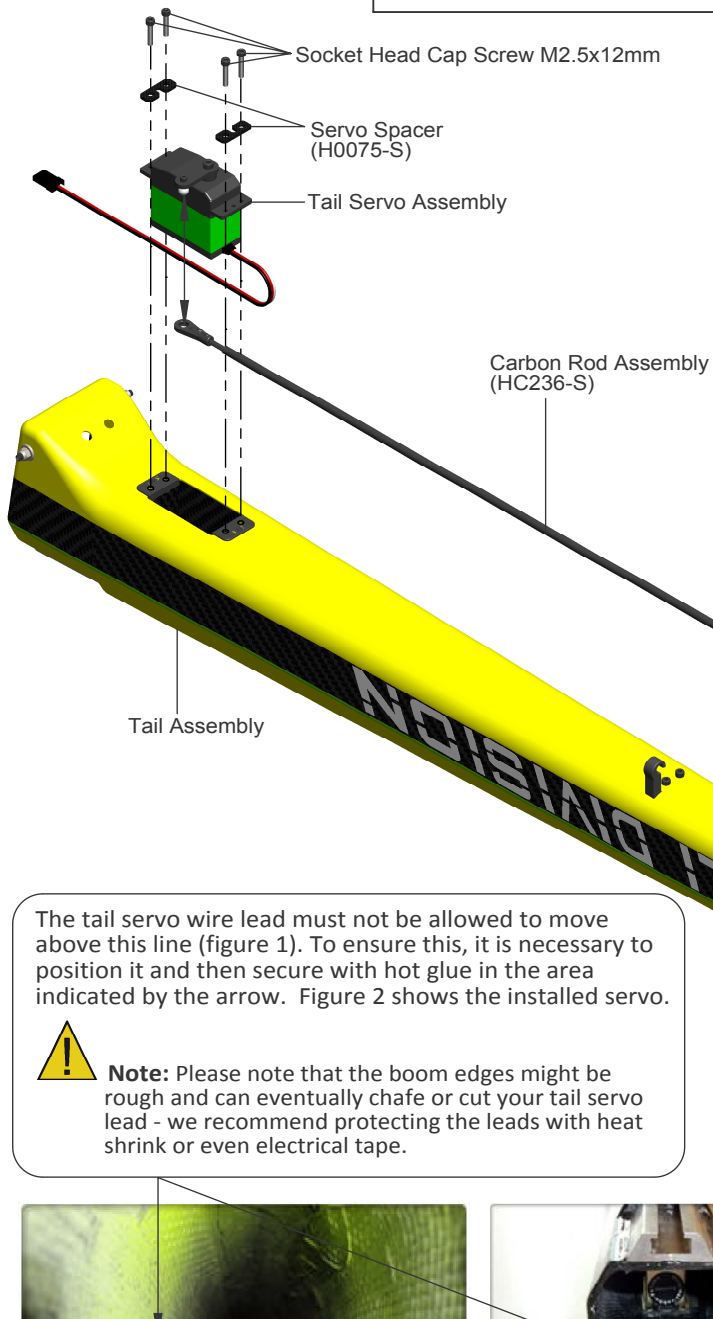 Socket Head Cap Screw M2.5x12mm
Servo Spacer
(H0075-S)
Tail Servo Assembly
Carbon Rod Assembly
(HC236-S)
Tail Assembly
DIVISION
The tail servo wire lead must not be allowed to move
above this line (figure 1). To ensure this, it is necessary to
position it and then secure with hot glue in the area
indicated by the arrow.  Figure 2 shows the installed servo.
Note: Please note that the boom edges might be
rough and can eventually chafe or cut your tail servo
lead - we recommend protecting the leads with heat
shrink or even electrical tape.